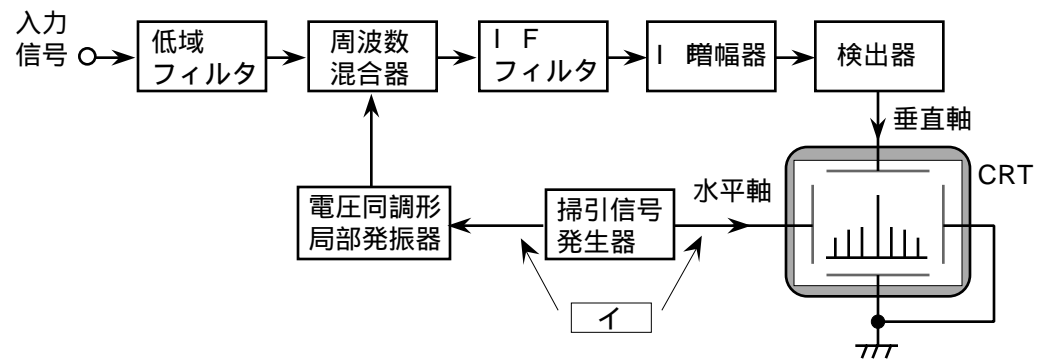 入力
信号
低域
フィルタ
周波数
混合器
I F
フィルタ
I F増幅器
検出器
垂直軸
CRT
水平軸
電圧同調形
局部発振器
掃引信号
発生器
イ